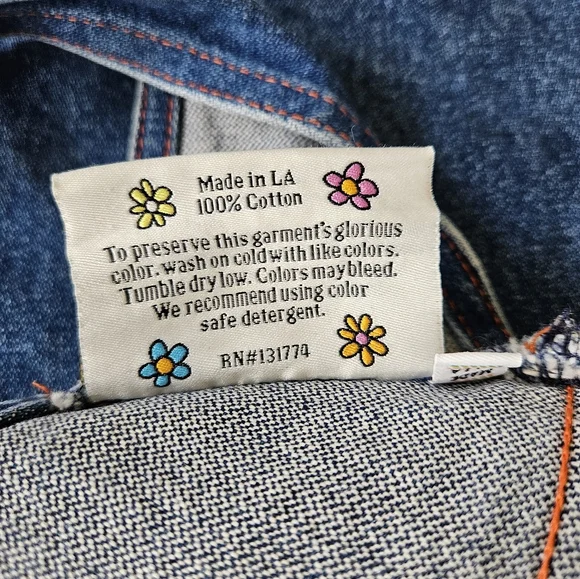 Made in LA
100% Cotton
To preserve this garment's glorious
color, wash on cold with like colors.
Tumble dry low. Colors may bleed.
We recommend using color
safe detergent.
RN#131774